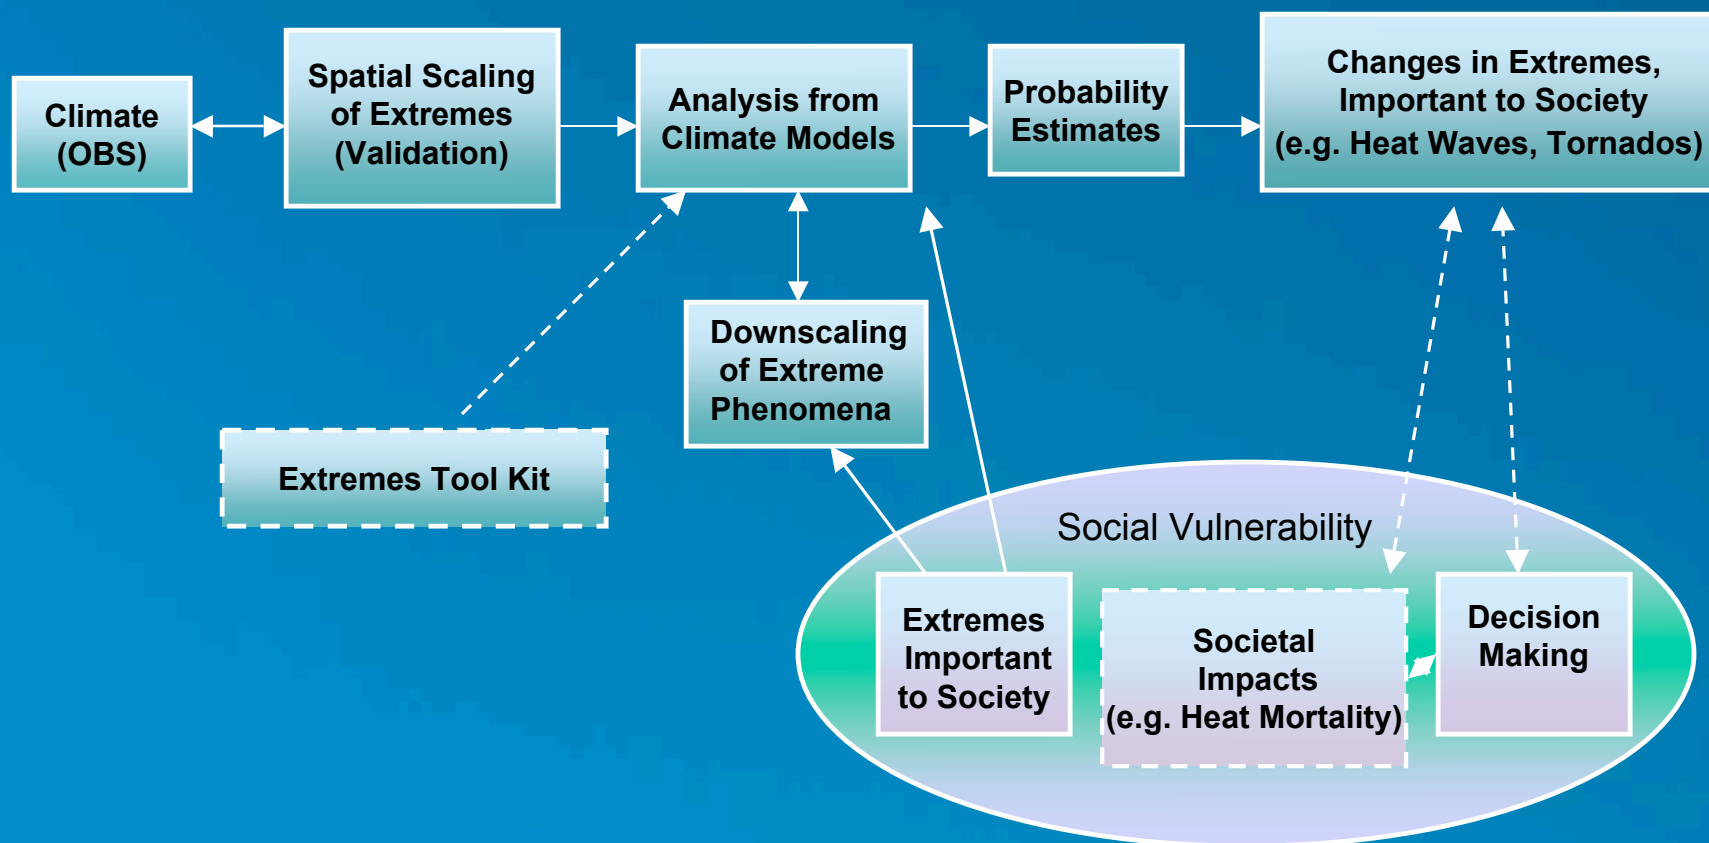 Climate
(OBS)
Spatial Scaling
of Extremes
(Validation)
Analysis from
Climate Models
Probability
Estimates
Changes in Extremes,
Important to Society
(e.g. Heat Waves, Tornados)
Downscaling
of Extreme
Phenomena
Extremes Tool Kit
Social Vulnerability
Extremes
Important
to Society
Societal
Impacts
(e.g. Heat Mortality)
Decision
Making